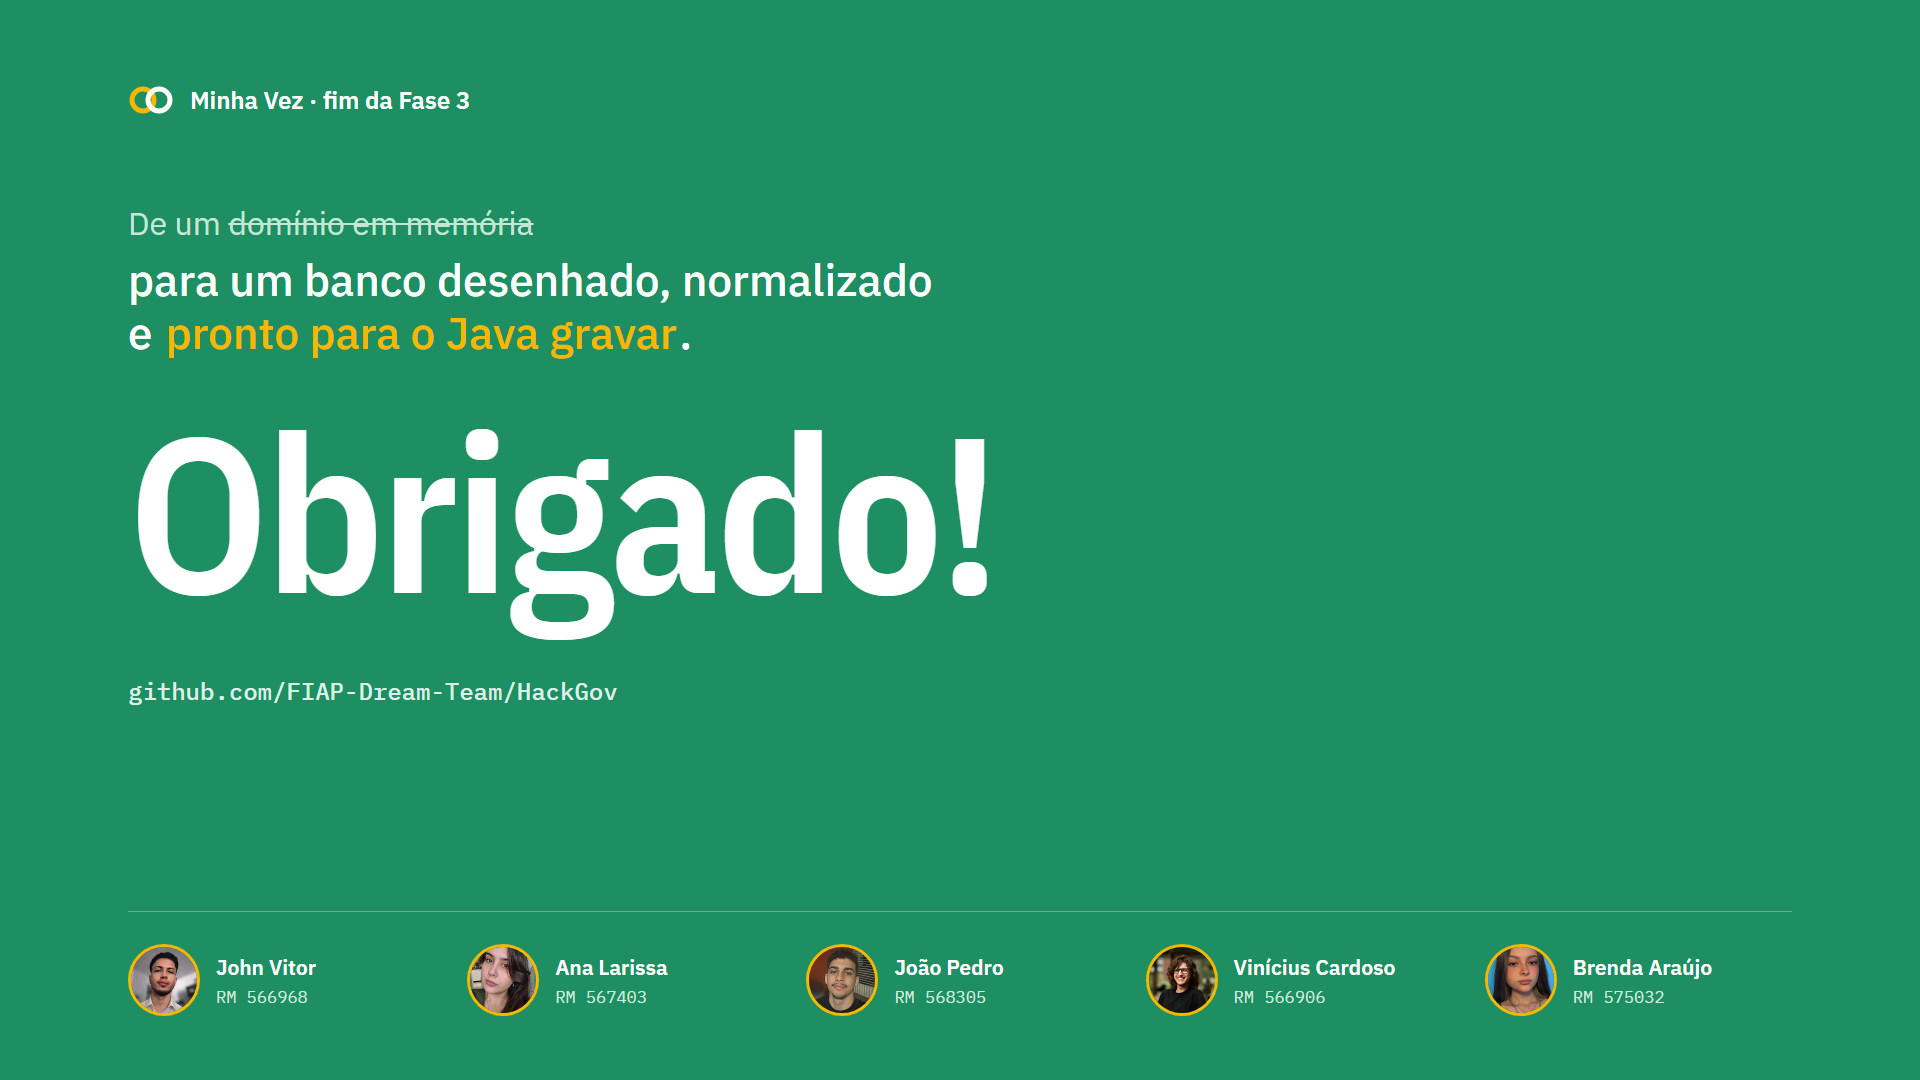 Minha Vez · fim da Fase 3
De um domínio em memória
para um banco desenhado, normalizado
e pronto para o Java gravar.
Obrigado!
github.com/FIAP-Dream-Team/HackGov
John Vitor
RM 566968
Ana Larissa
RM 567403
João Pedro
RM 568305
Vinícius Cardoso
RM 566906
Brenda Araújo
RM 575032